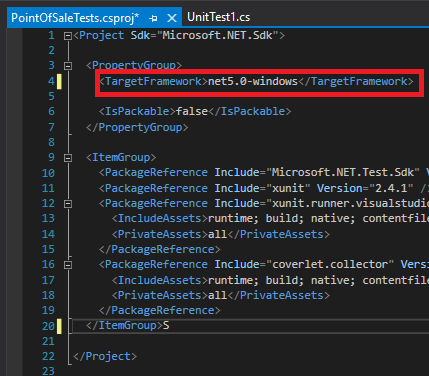 PointOfSaleTests.csproj* UnitTest1.cs
1 <Project Sdk="Microsoft.NET.Sdk">
2
3 <PropertyGroup>
4 <TargetFramework>net5.0-windows</TargetFramework>
5
6 <IsPackable>false</IsPackable>
7 </PropertyGroup>
8
9 <ItemGroup>
10 <PackageReference Include="Microsoft.NET.Test.Sdk" V
11 <PackageReference Include="xunit" Version="2.4.1" /
12 <PackageReference Include="xunit.runner.visualstudio
13 <IncludeAssets>runtime; build; native; contentfile
14 <PrivateAssets>all</PrivateAssets>
15 </PackageReference>
16 <PackageReference Include="coverlet.collector" Versi
17 <IncludeAssets>runtime; build; native; contentfile
18 <PrivateAssets>all</PrivateAssets>
19 </PackageReference>
20 </ItemGroup>S
21
22 </Project>